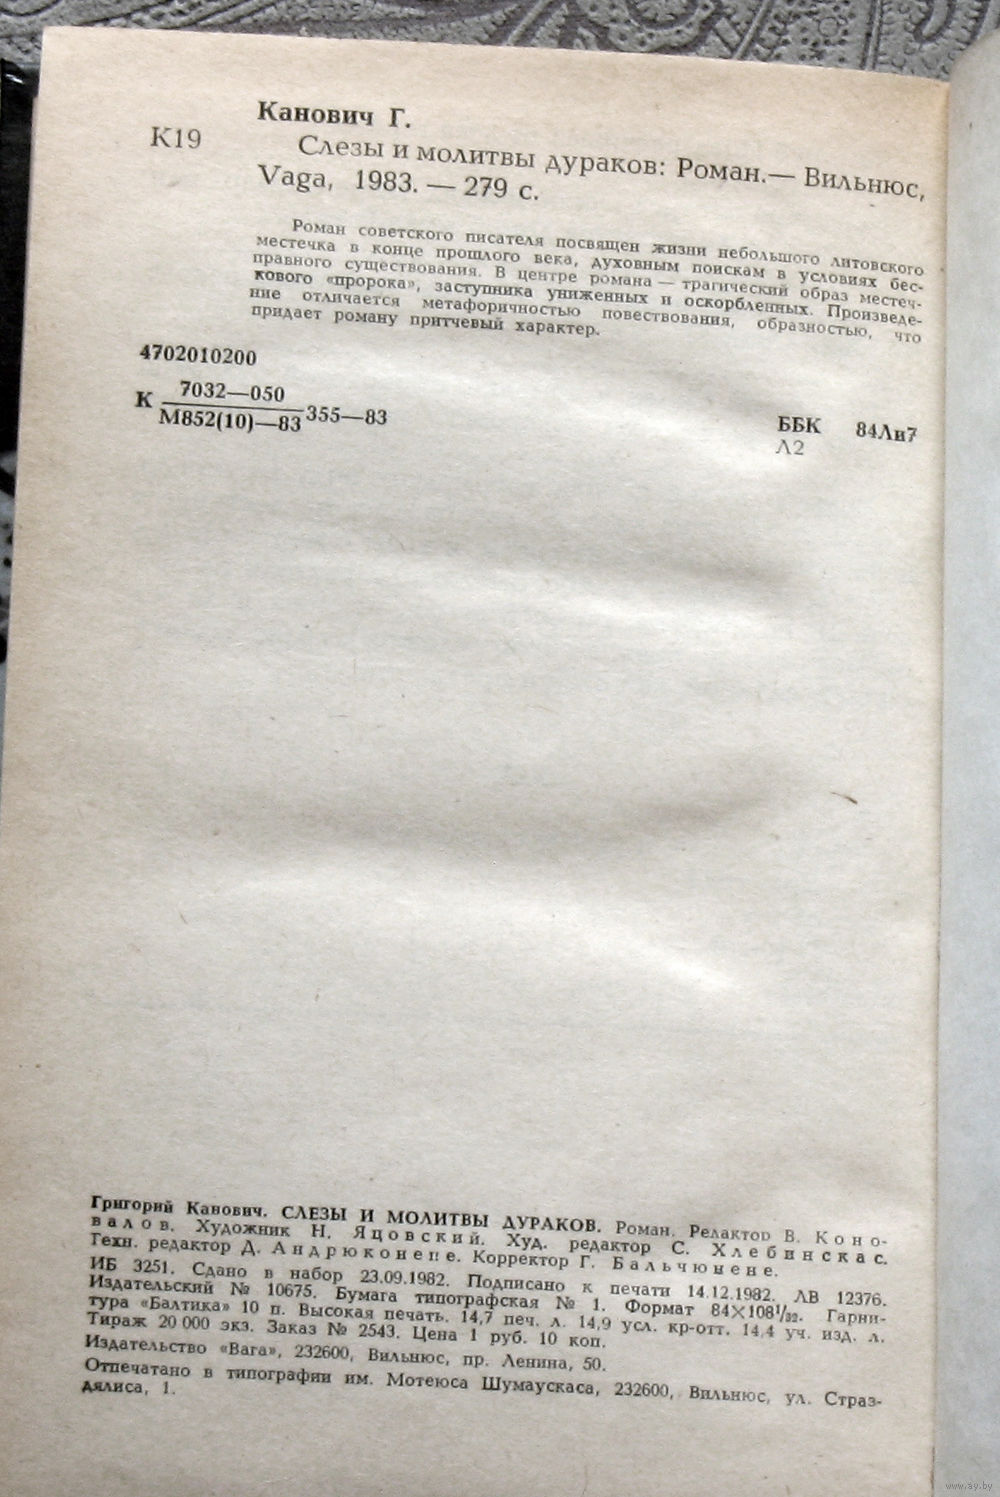 Канович Г.
К19
Слезы и молитвы дураков: Роман.— Вильнюс,
Vaga, 1983. — 279 с.
Роман советского писателя посвящен жизни небольшого литовского
местечка в конце прошлого века, духовным поискам в условиях бес-
правного существования. В центре романа — трагический образ местеч-
кового «пророка», заступника униженных и оскорбленных. Произведе-
ние отличается метафоричностью повествования, образностью, что
придает роману притчевый характер.
4702010200
К 7032—050
М852(10)—83 355—83
ББК 84Ли7
Л2
Григорий Канович. СЛЕЗЫ И МОЛИТВЫ ДУРАКОВ. Роман. Редактор В. Коно-
валов. Художник Н. Яцовский. Худ. редактор С. Хлебинскас.
Техн. редактор Д. Андрюконене. Корректор Г. Бальчюнене.
ИБ 3251. Сдано в набор 23.09.1982. Подписано к печати 14.12.1982. ЛВ 12376.
Издательский № 10675. Бумага типографская № 1. Формат 84×108¹/₃₂. Гарни-
тура «Балтика» 10 п. Высокая печать. 14,7 печ. л. 14,9 усл. кр-отт. 14,4 уч. изд. л.
Тираж 20 000 экз. Заказ № 2543. Цена 1 руб. 10 коп.
Издательство «Вага», 232600, Вильнюс, пр. Ленина, 50.
Отпечатано в типографии им. Мотеюса Шумаускаса, 232600, Вильнюс, ул. Страз-
дялиса, 1.
www.ay.by